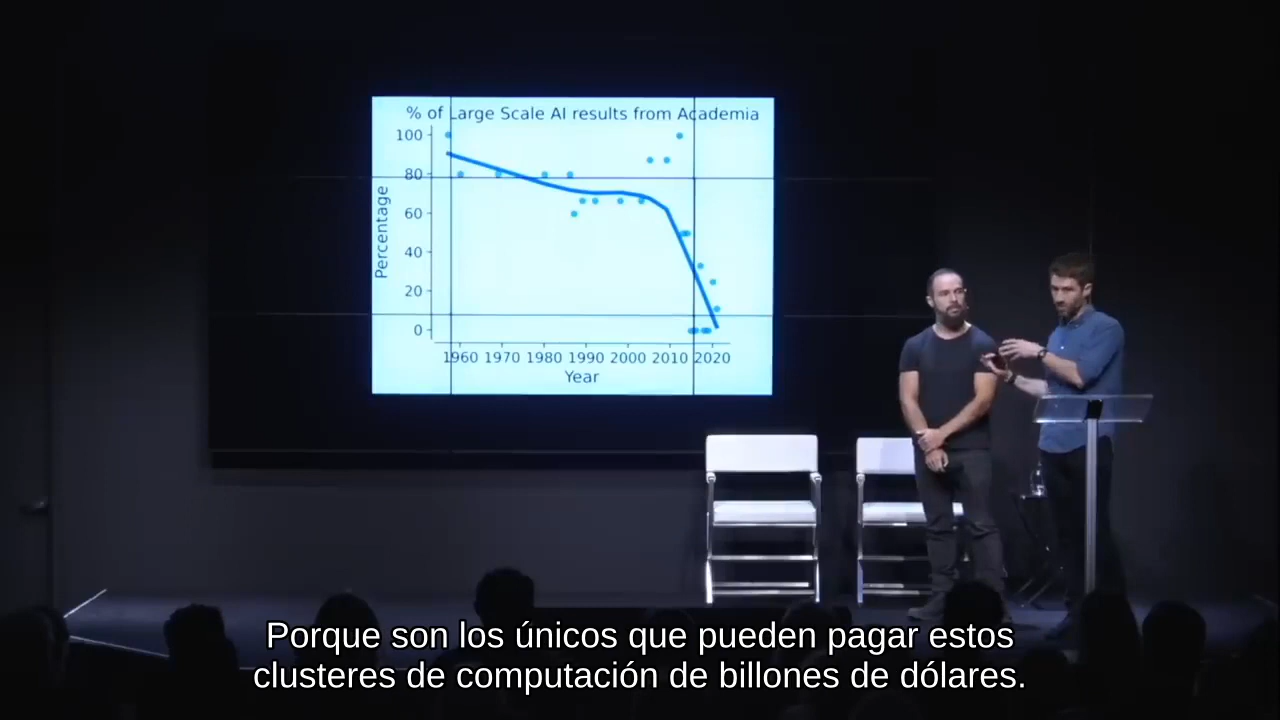 % of Large Scale AI results from Academia
100
80
60
40
20
0
Percentage
1960 1970 1980 1990 2000 2010 2020
Year
Porque son los únicos que pueden pagar estos
clusteres de computación de billones de dólares.